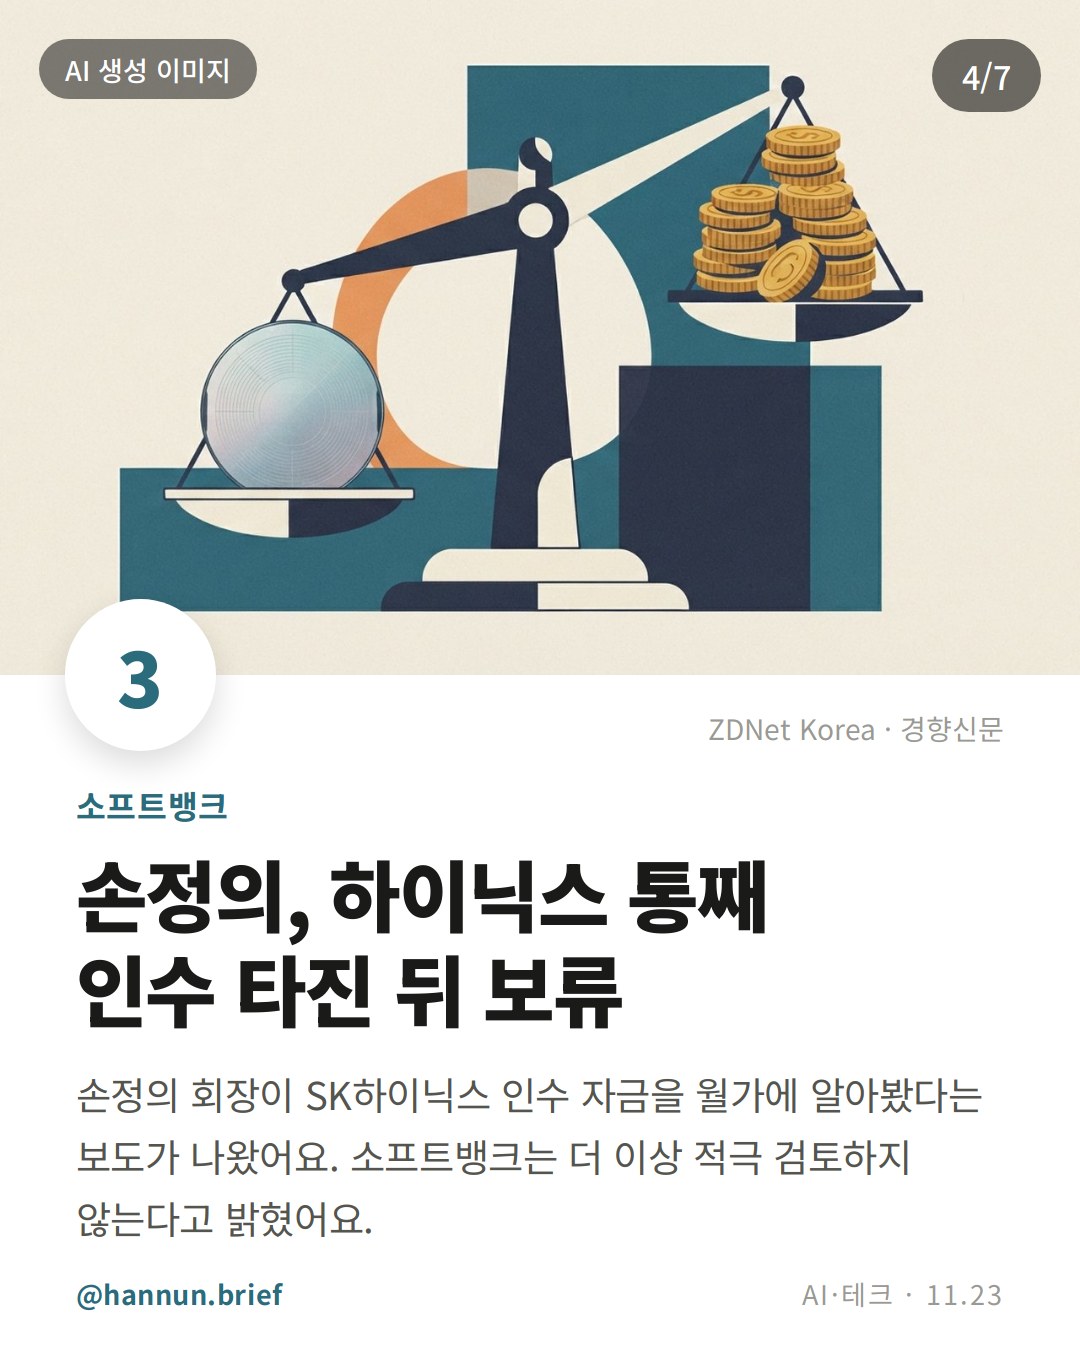 AI 생성 이미지
4/7
3
ZDNet Korea · 경향신문
소프트뱅크
손정의, 하이닉스 통째
인수 타진 뒤 보류
손정의 회장이 SK하이닉스 인수 자금을 월가에 알아봤다는
보도가 나왔어요. 소프트뱅크는 더 이상 적극 검토하지
않는다고 밝혔어요.
@hannun.brief
AI·테크 · 11.23